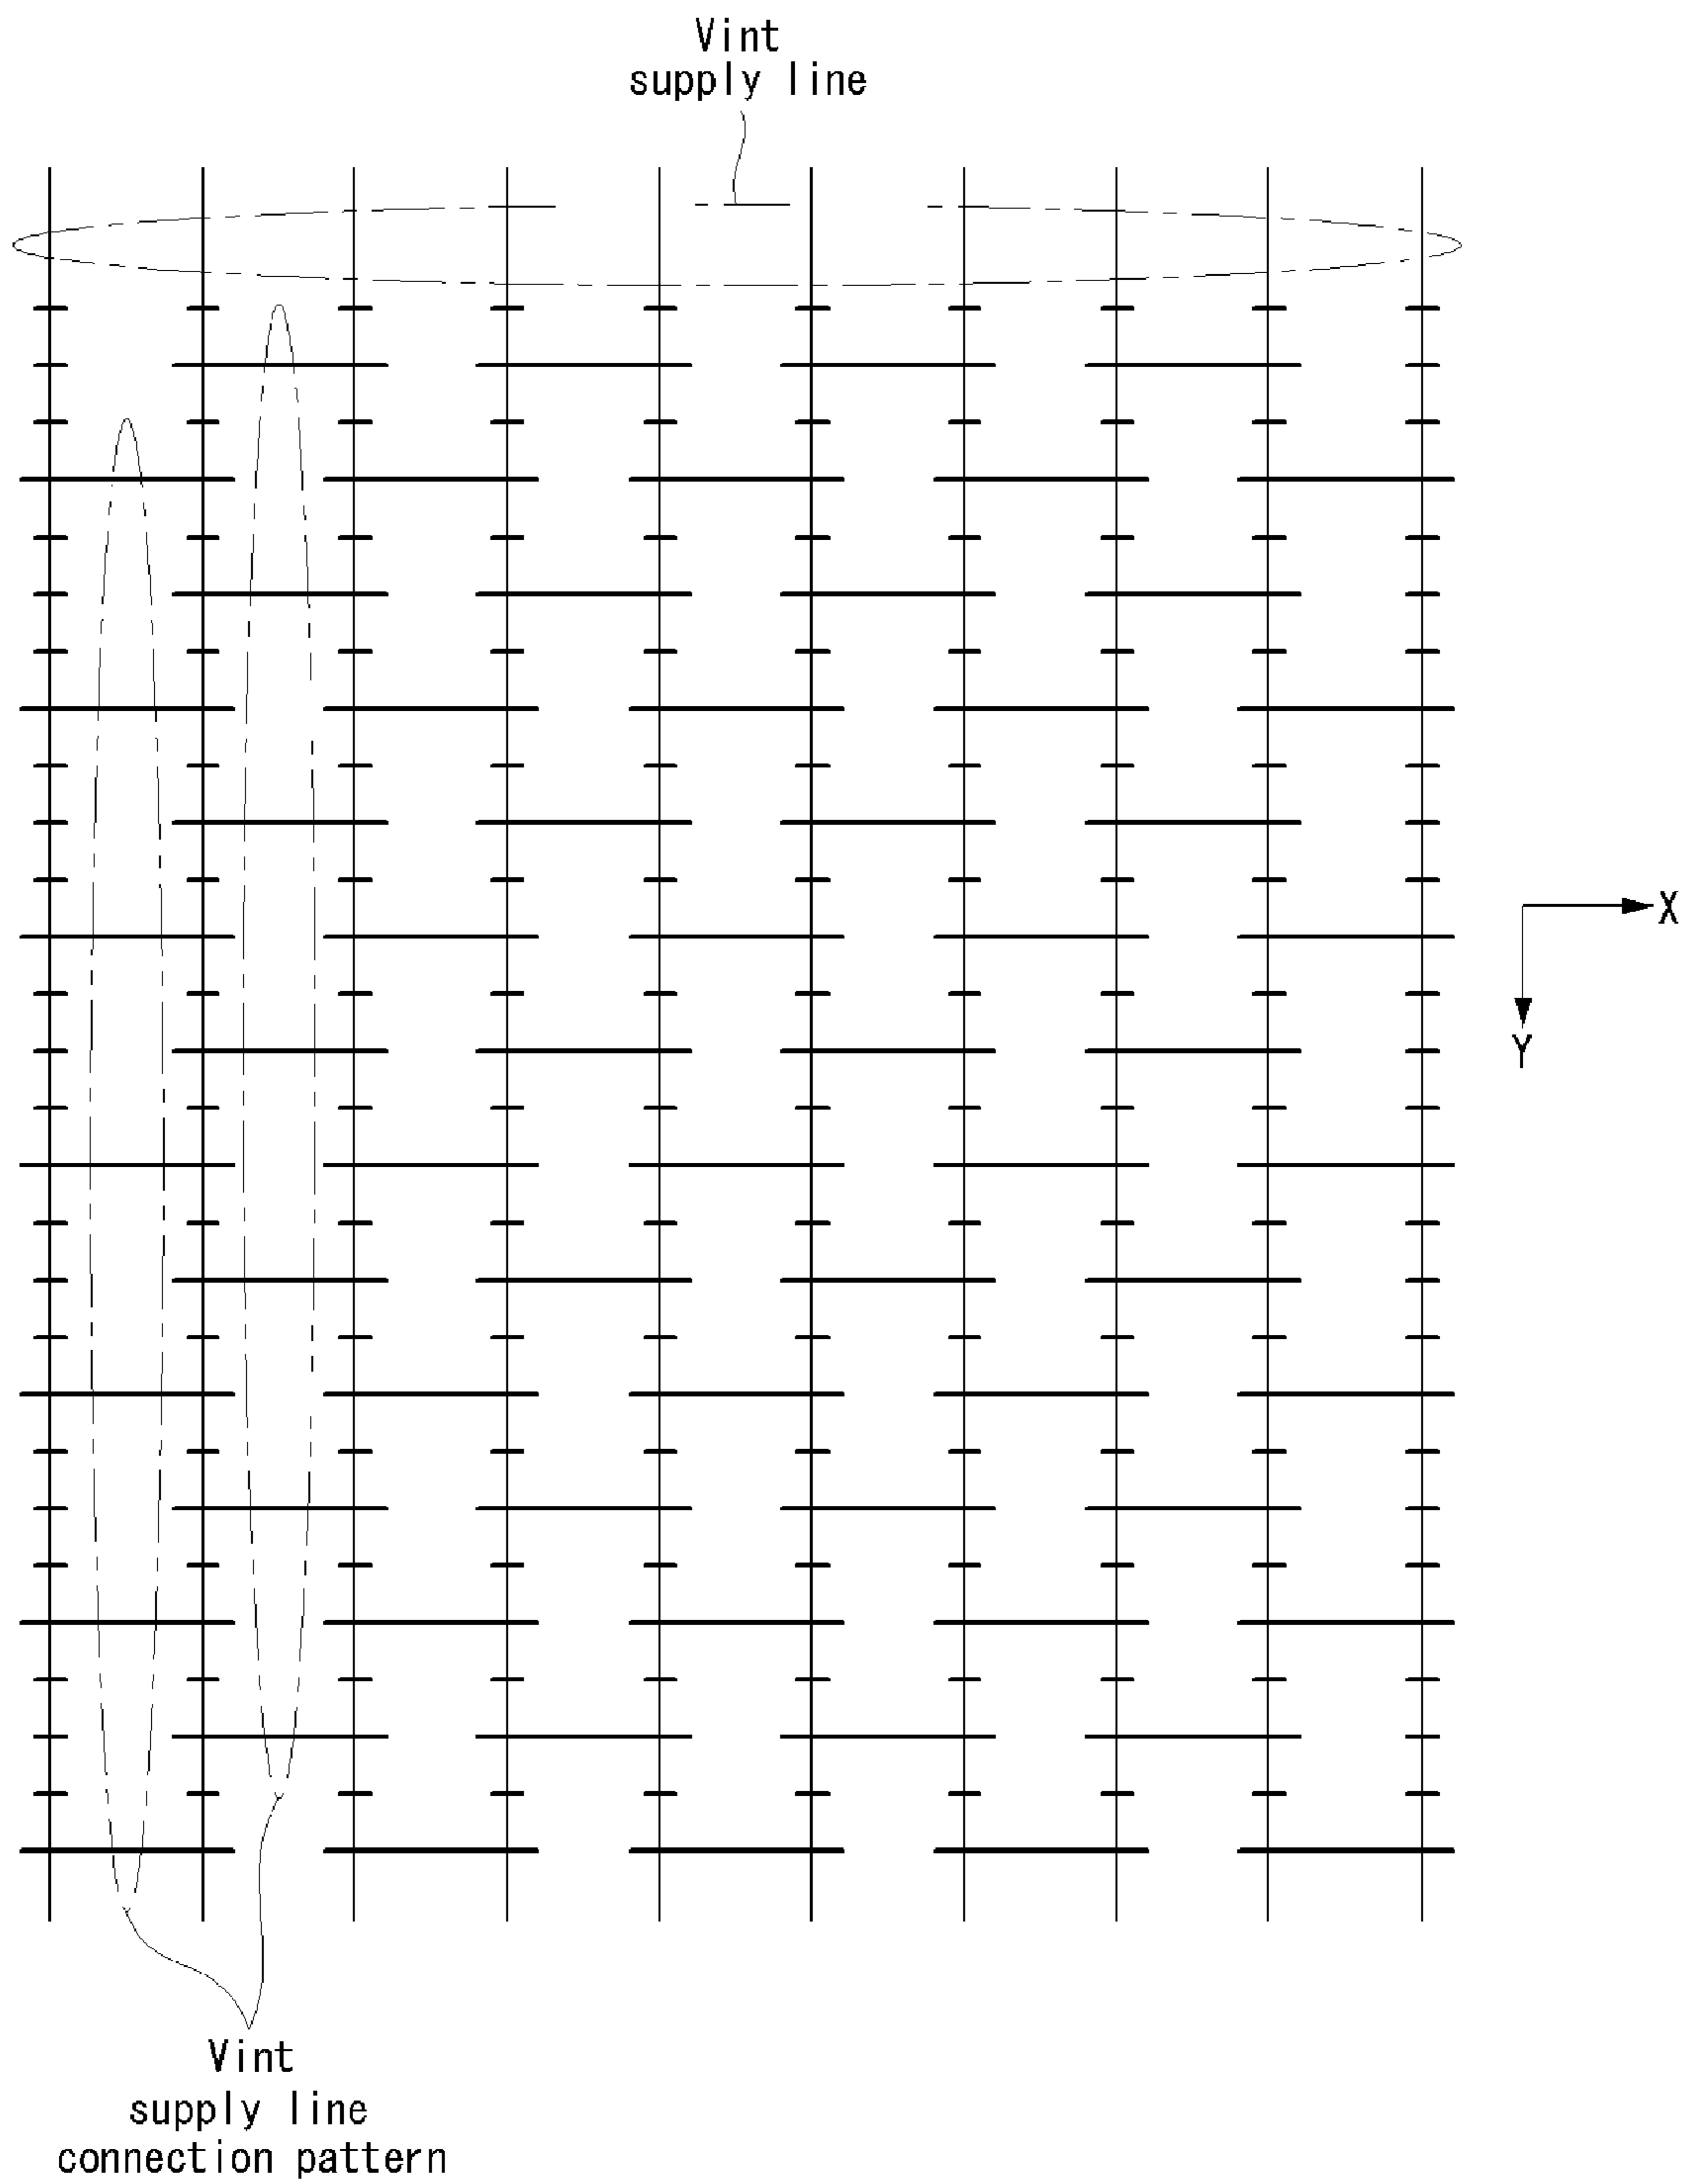 Vint
supply line
X
Y
Vint
supply line
connection pattern